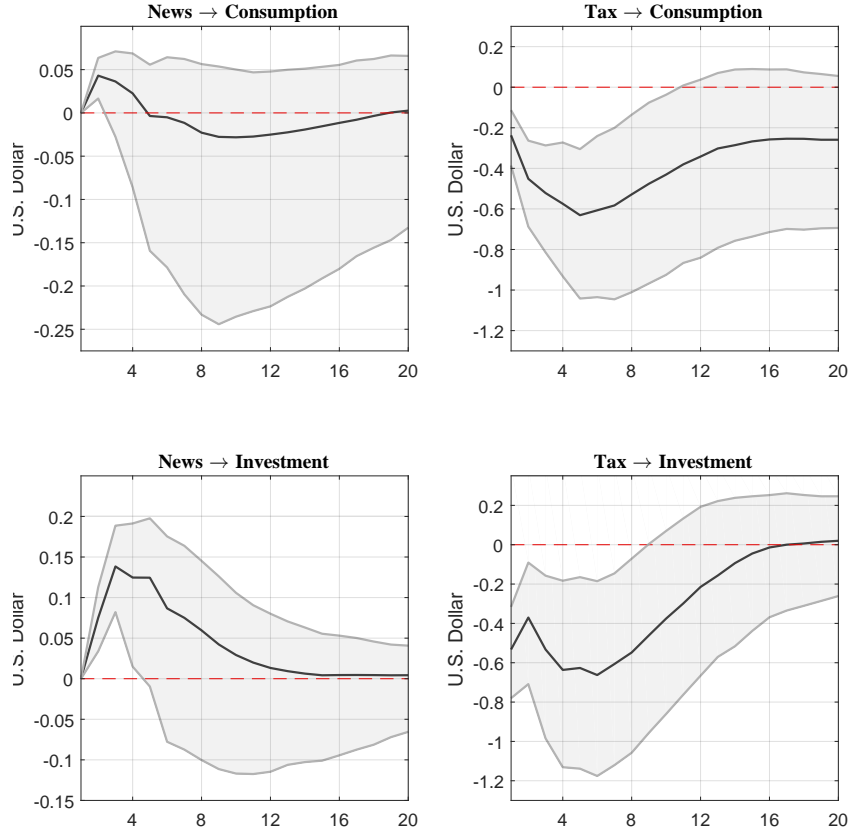 News → Consumption
U.S. Dollar
0.05
0
-0.05
-0.1
-0.15
-0.2
-0.25
4 8 12 16 20
Tax → Consumption
U.S. Dollar
0.2
0
-0.2
-0.4
-0.6
-0.8
-1
-1.2
4 8 12 16 20
News → Investment
U.S. Dollar
0.2
0.15
0.1
0.05
0
-0.05
-0.1
-0.15
4 8 12 16 20
Tax → Investment
U.S. Dollar
0.2
0
-0.2
-0.4
-0.6
-0.8
-1
-1.2
4 8 12 16 20